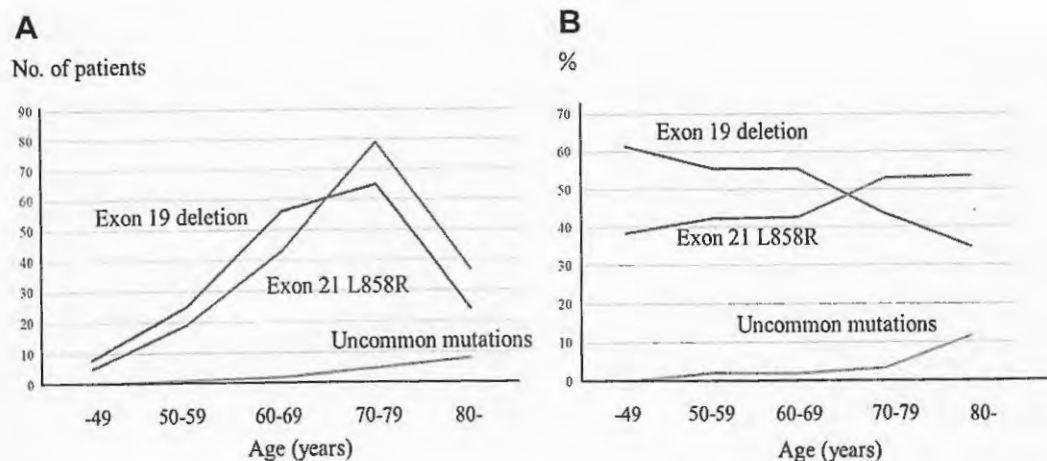 A
No. of patients
90
80
70
60
50
40
30
20
10
0
Exon 19 deletion
Exon 21 L858R
Uncommon mutations
-49 50-59 60-69 70-79 80-
Age (years)
B
%
70
60
50
40
30
20
10
0
Exon 19 deletion
Exon 21 L858R
Uncommon mutations
-49 50-59 60-69 70-79 80-
Age (years)